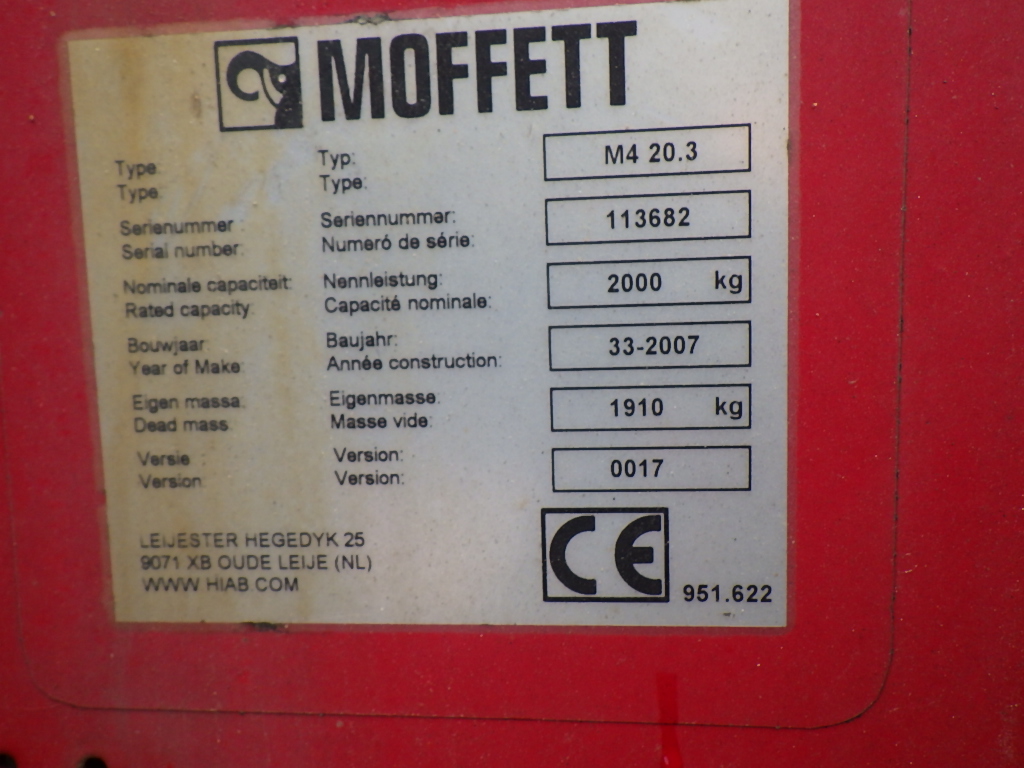 MOFFETT
Type: Typ: M4 20.3
Type: Type:
Serienummer: Seriennummer: 113682
Serial number: Numeró de série:
Nominale capaciteit: Nennleistung: 2000 kg
Rated capacity: Capacité nominale:
Bouwjaar: Baujahr: 33-2007
Year of Make: Année construction:
Eigen massa: Eigenmasse: 1910 kg
Dead mass: Masse vide:
Versie: Version: 0017
Version: Version:
LEIJESTER HEGEDYK 25
9071 XB OUDE LEIJE (NL)
WWW HIAB.COM
CE 951.622